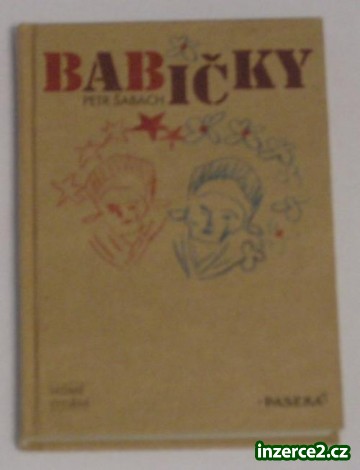 BABIČKY
PETR ŠABACH
PASEKA
inzerce2.cz